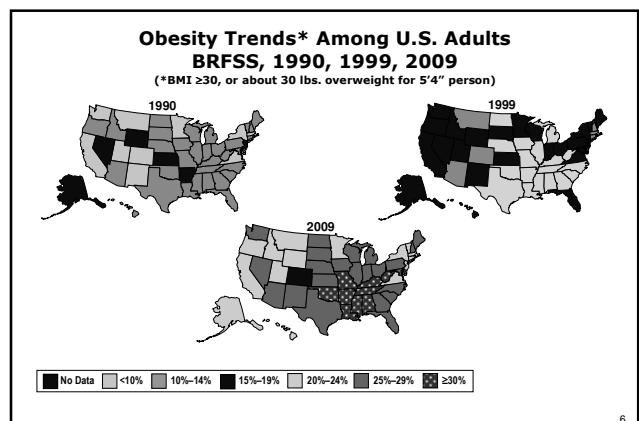 Obesity Trends* Among U.S. Adults
BRFSS, 1990, 1999, 2009
(*BMI ≥30, or about 30 lbs. overweight for 5’4” person)
1990
1999
2009
No Data <10% 10%–14% 15%–19% 20%–24% 25%–29% ≥30%
6